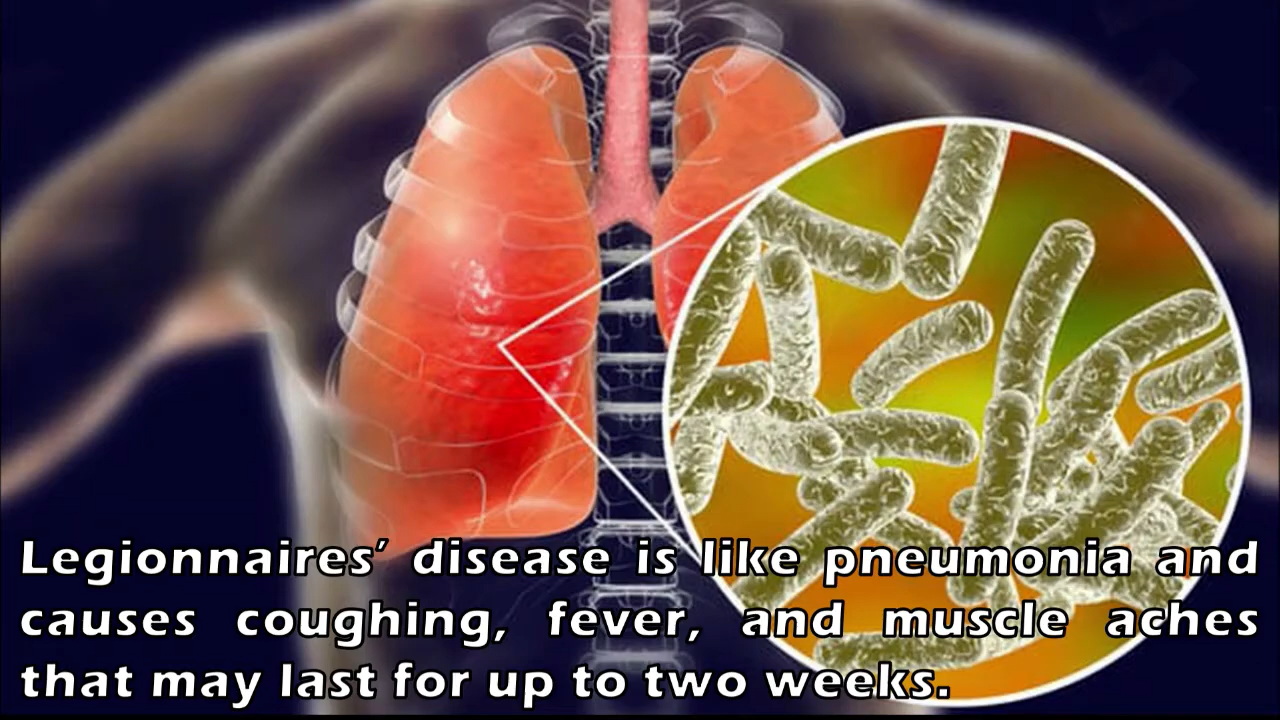 Legionnaires’ disease is like pneumonia and
causes coughing, fever, and muscle aches
that may last for up to two weeks.